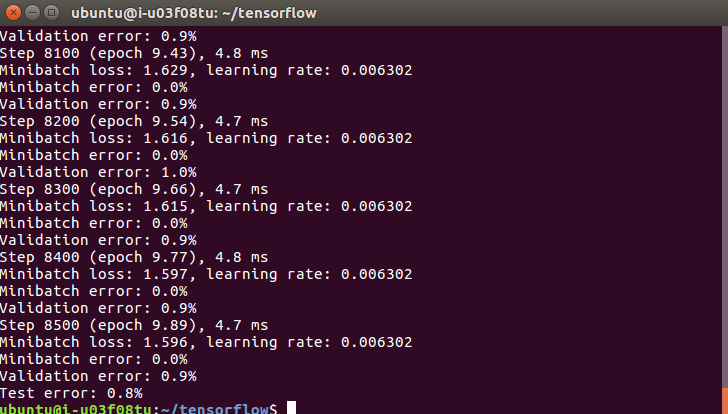 ubuntu@i-u03f08tu: ~/tensorflow
Validation error: 0.9%
Step 8100 (epoch 9.43), 4.8 ms
Minibatch loss: 1.629, learning rate: 0.006302
Minibatch error: 0.0%
Validation error: 0.9%
Step 8200 (epoch 9.54), 4.7 ms
Minibatch loss: 1.616, learning rate: 0.006302
Minibatch error: 0.0%
Validation error: 1.0%
Step 8300 (epoch 9.66), 4.7 ms
Minibatch loss: 1.615, learning rate: 0.006302
Minibatch error: 0.0%
Validation error: 0.9%
Step 8400 (epoch 9.77), 4.8 ms
Minibatch loss: 1.597, learning rate: 0.006302
Minibatch error: 0.0%
Validation error: 0.9%
Step 8500 (epoch 9.89), 4.7 ms
Minibatch loss: 1.596, learning rate: 0.006302
Minibatch error: 0.0%
Validation error: 0.9%
Test error: 0.8%
ubuntu@i-u03f08tu:~/tensorflow$